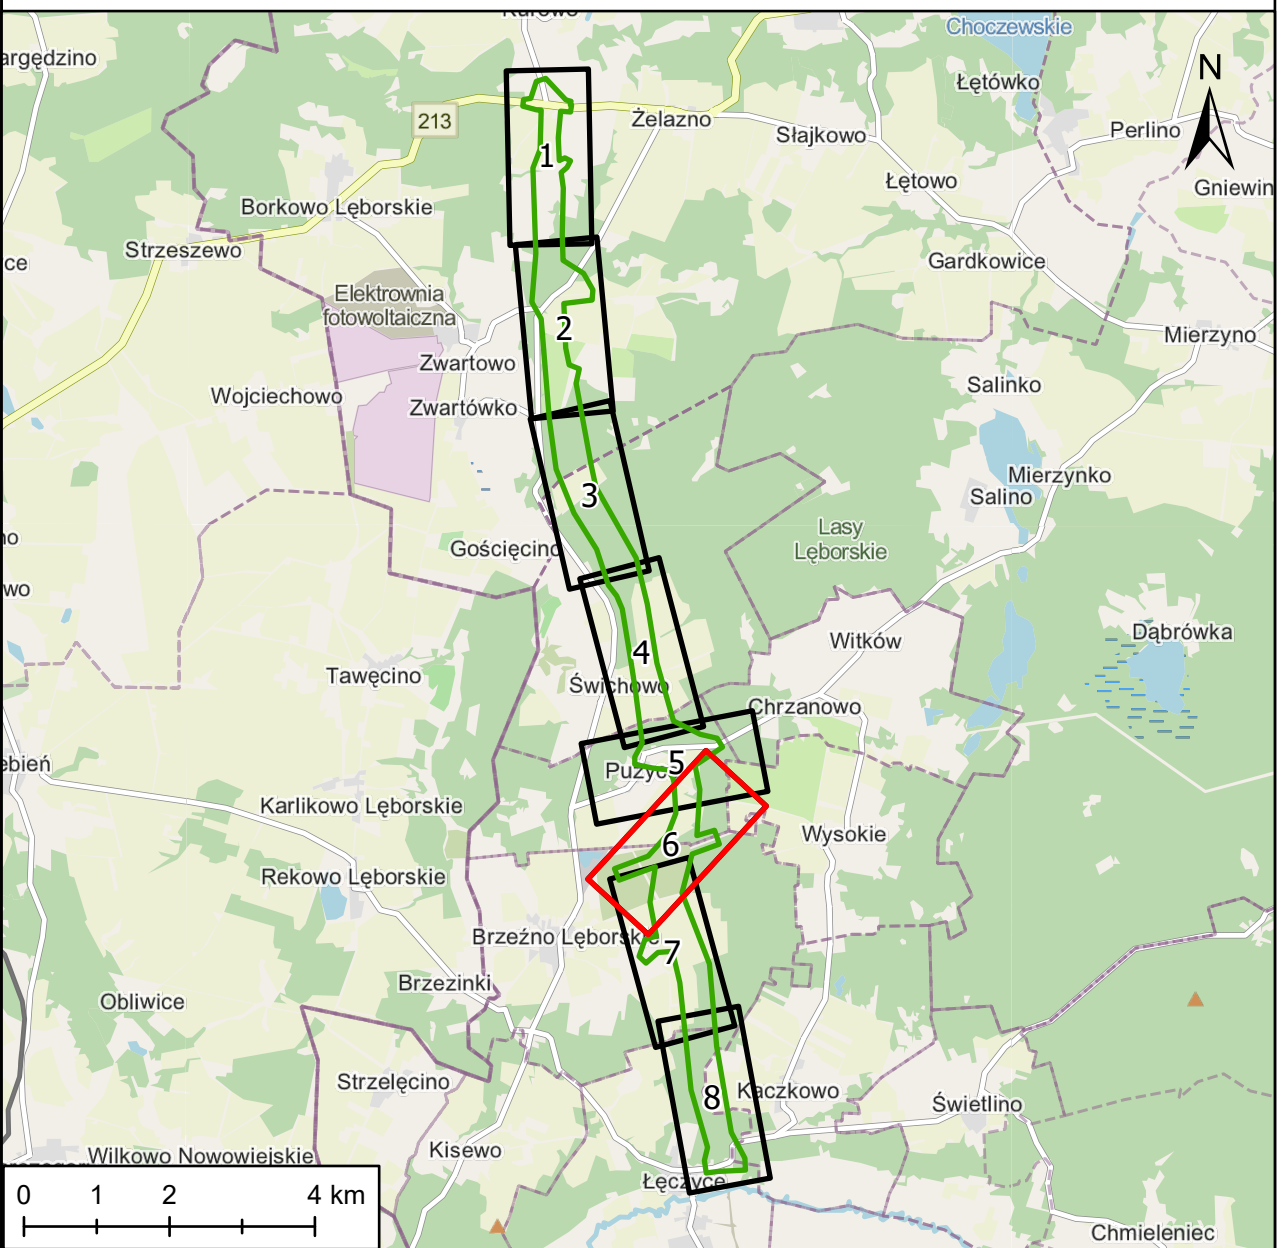 Kurowo
Choczewskie
argędzino
Łętówko
N
213
Żelazno
Słajkowo
Perlino
1
Łętowo
Gniewin
Borkowo Lęborskie
Strzeszewo
ce
Gardkowice
Elektrownia
fotowoltaiczna
2
Mierzyno
Zwartowo
Salinko
Wojciechowo
Zwartówko
Mierzynko
3
Salino
Lasy
Lęborskie
no
Gościęcino
wo
Dąbrówka
Witków
4
Tawęcino
Świchowo
Chrzanowo
ebień
5
Puzyc
Karlikowo Lęborskie
Wysokie
6
Rekowo Lęborskie
Brzeźno Lęborskie
7
Brzezinki
Obliwice
Strzelęcino
8
Kaczkowo
Świetlino
Kisewo
Wilkowo Nowowiejskie
Łęczyce
0 1 2 4 km
Chmieleniec